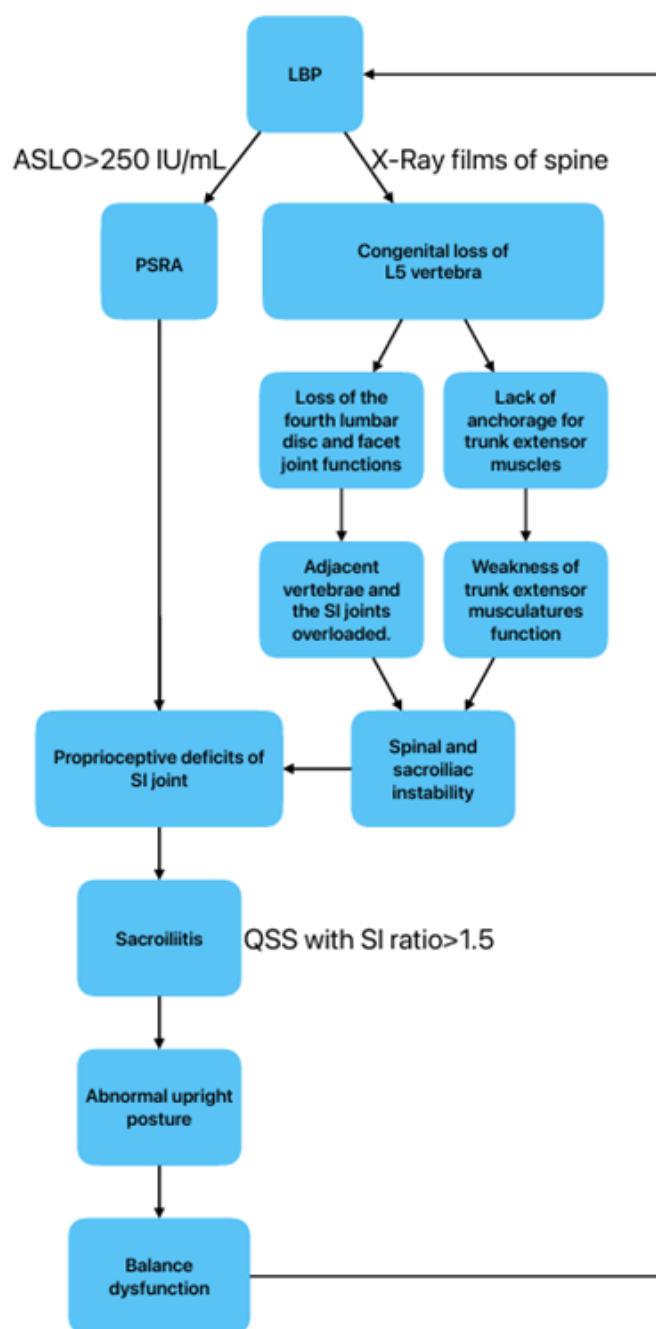 LBP
ASLO>250 IU/mL
X-Ray films of spine
PSRA
Congenital loss of
L5 vertebra
Loss of the
fourth lumbar
disc and facet
joint functions
Lack of
anchorage for
trunk extensor
muscles
Adjacent
vertebrae and
the SI joints
overloaded.
Weakness of
trunk extensor
musculatures
function
Proprioceptive deficits of
SI joint
Spinal and
sacroiliac
instability
Sacroiliitis
QSS with SI ratio>1.5
Abnormal upright
posture
Balance
dysfunction